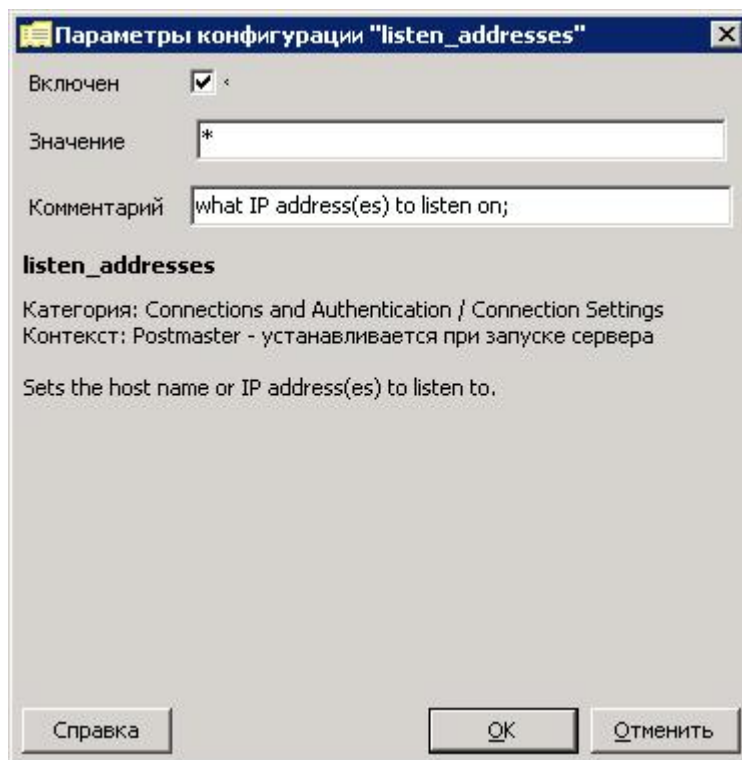 Параметры конфигурации "listen_addresses"
Включен
Значение *
Комментарий what IP address(es) to listen on;
listen_addresses
Категория: Connections and Authentication / Connection Settings
Контекст: Postmaster - устанавливается при запуске сервера
Sets the host name or IP address(es) to listen to.
Справка OK Отменить